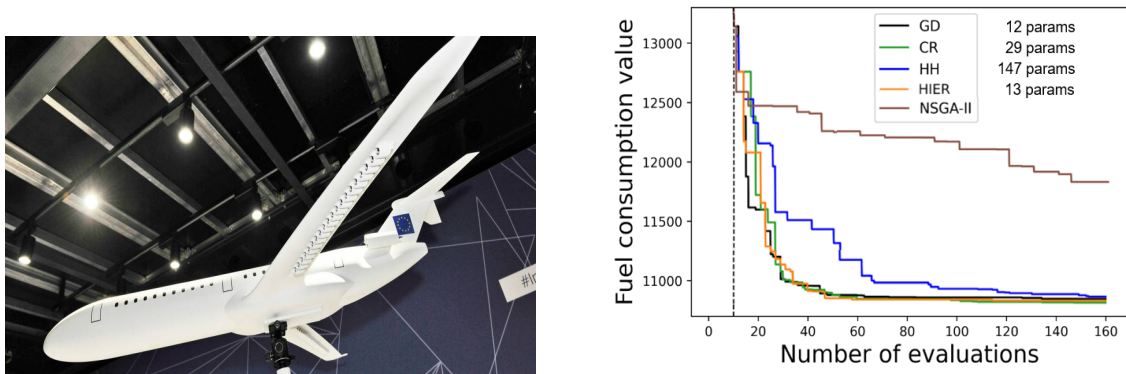 #In
Fuel consumption value
13000
12500
12000
11500
11000
GD 12 params
CR 29 params
HH 147 params
HIER 13 params
NSGA-II
0 20 40 60 80 100 120 140 160
Number of evaluations